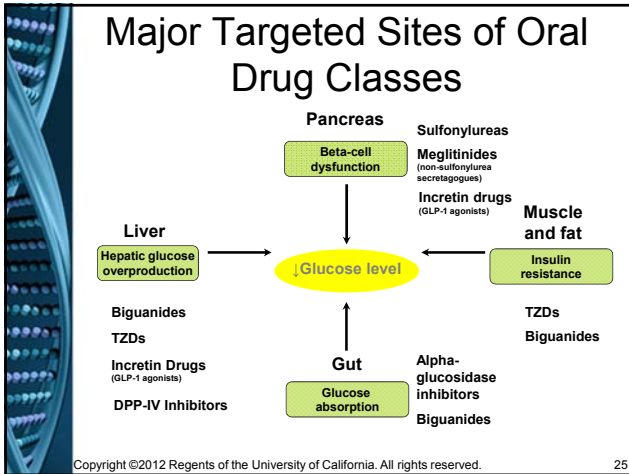 Major Targeted Sites of Oral
Drug Classes
Pancreas
Beta-cell
dysfunction
Sulfonylureas
Meglitinides
(non-sulfonylurea
secretagogues)
Incretin drugs
(GLP-1 agonists)
Liver
Hepatic glucose
overproduction
↓Glucose level
Muscle
and fat
Insulin
resistance
Biguanides
TZDs
Incretin Drugs
(GLP-1 agonists)
DPP-IV Inhibitors
TZDs
Biguanides
Gut
Glucose
absorption
Alpha-
glucosidase
inhibitors
Biguanides
Copyright ©2012 Regents of the University of California. All rights reserved. 25